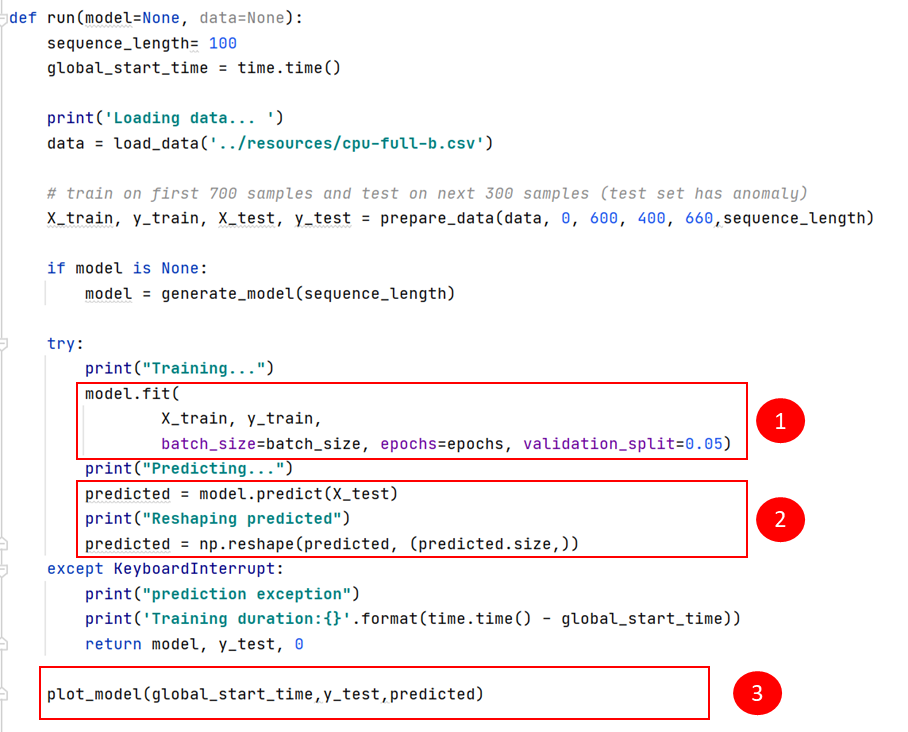 def run(model=None, data=None):
    sequence_length= 100
    global_start_time = time.time()

    print('Loading data... ')
    data = load_data('../resources/cpu-full-b.csv')

    # train on first 700 samples and test on next 300 samples (test set has anomaly)
    X_train, y_train, X_test, y_test = prepare_data(data, 0, 600, 400, 660,sequence_length)

    if model is None:
        model = generate_model(sequence_length)

    try:
        print("Training...")
        model.fit(
                X_train, y_train,
                batch_size=batch_size, epochs=epochs, validation_split=0.05)
1
        print("Predicting...")
        predicted = model.predict(X_test)
        print("Reshaping predicted")
        predicted = np.reshape(predicted, (predicted.size,))
2
    except KeyboardInterrupt:
        print("prediction exception")
        print('Training duration:{}'.format(time.time() - global_start_time))
        return model, y_test, 0

    plot_model(global_start_time,y_test,predicted)
3